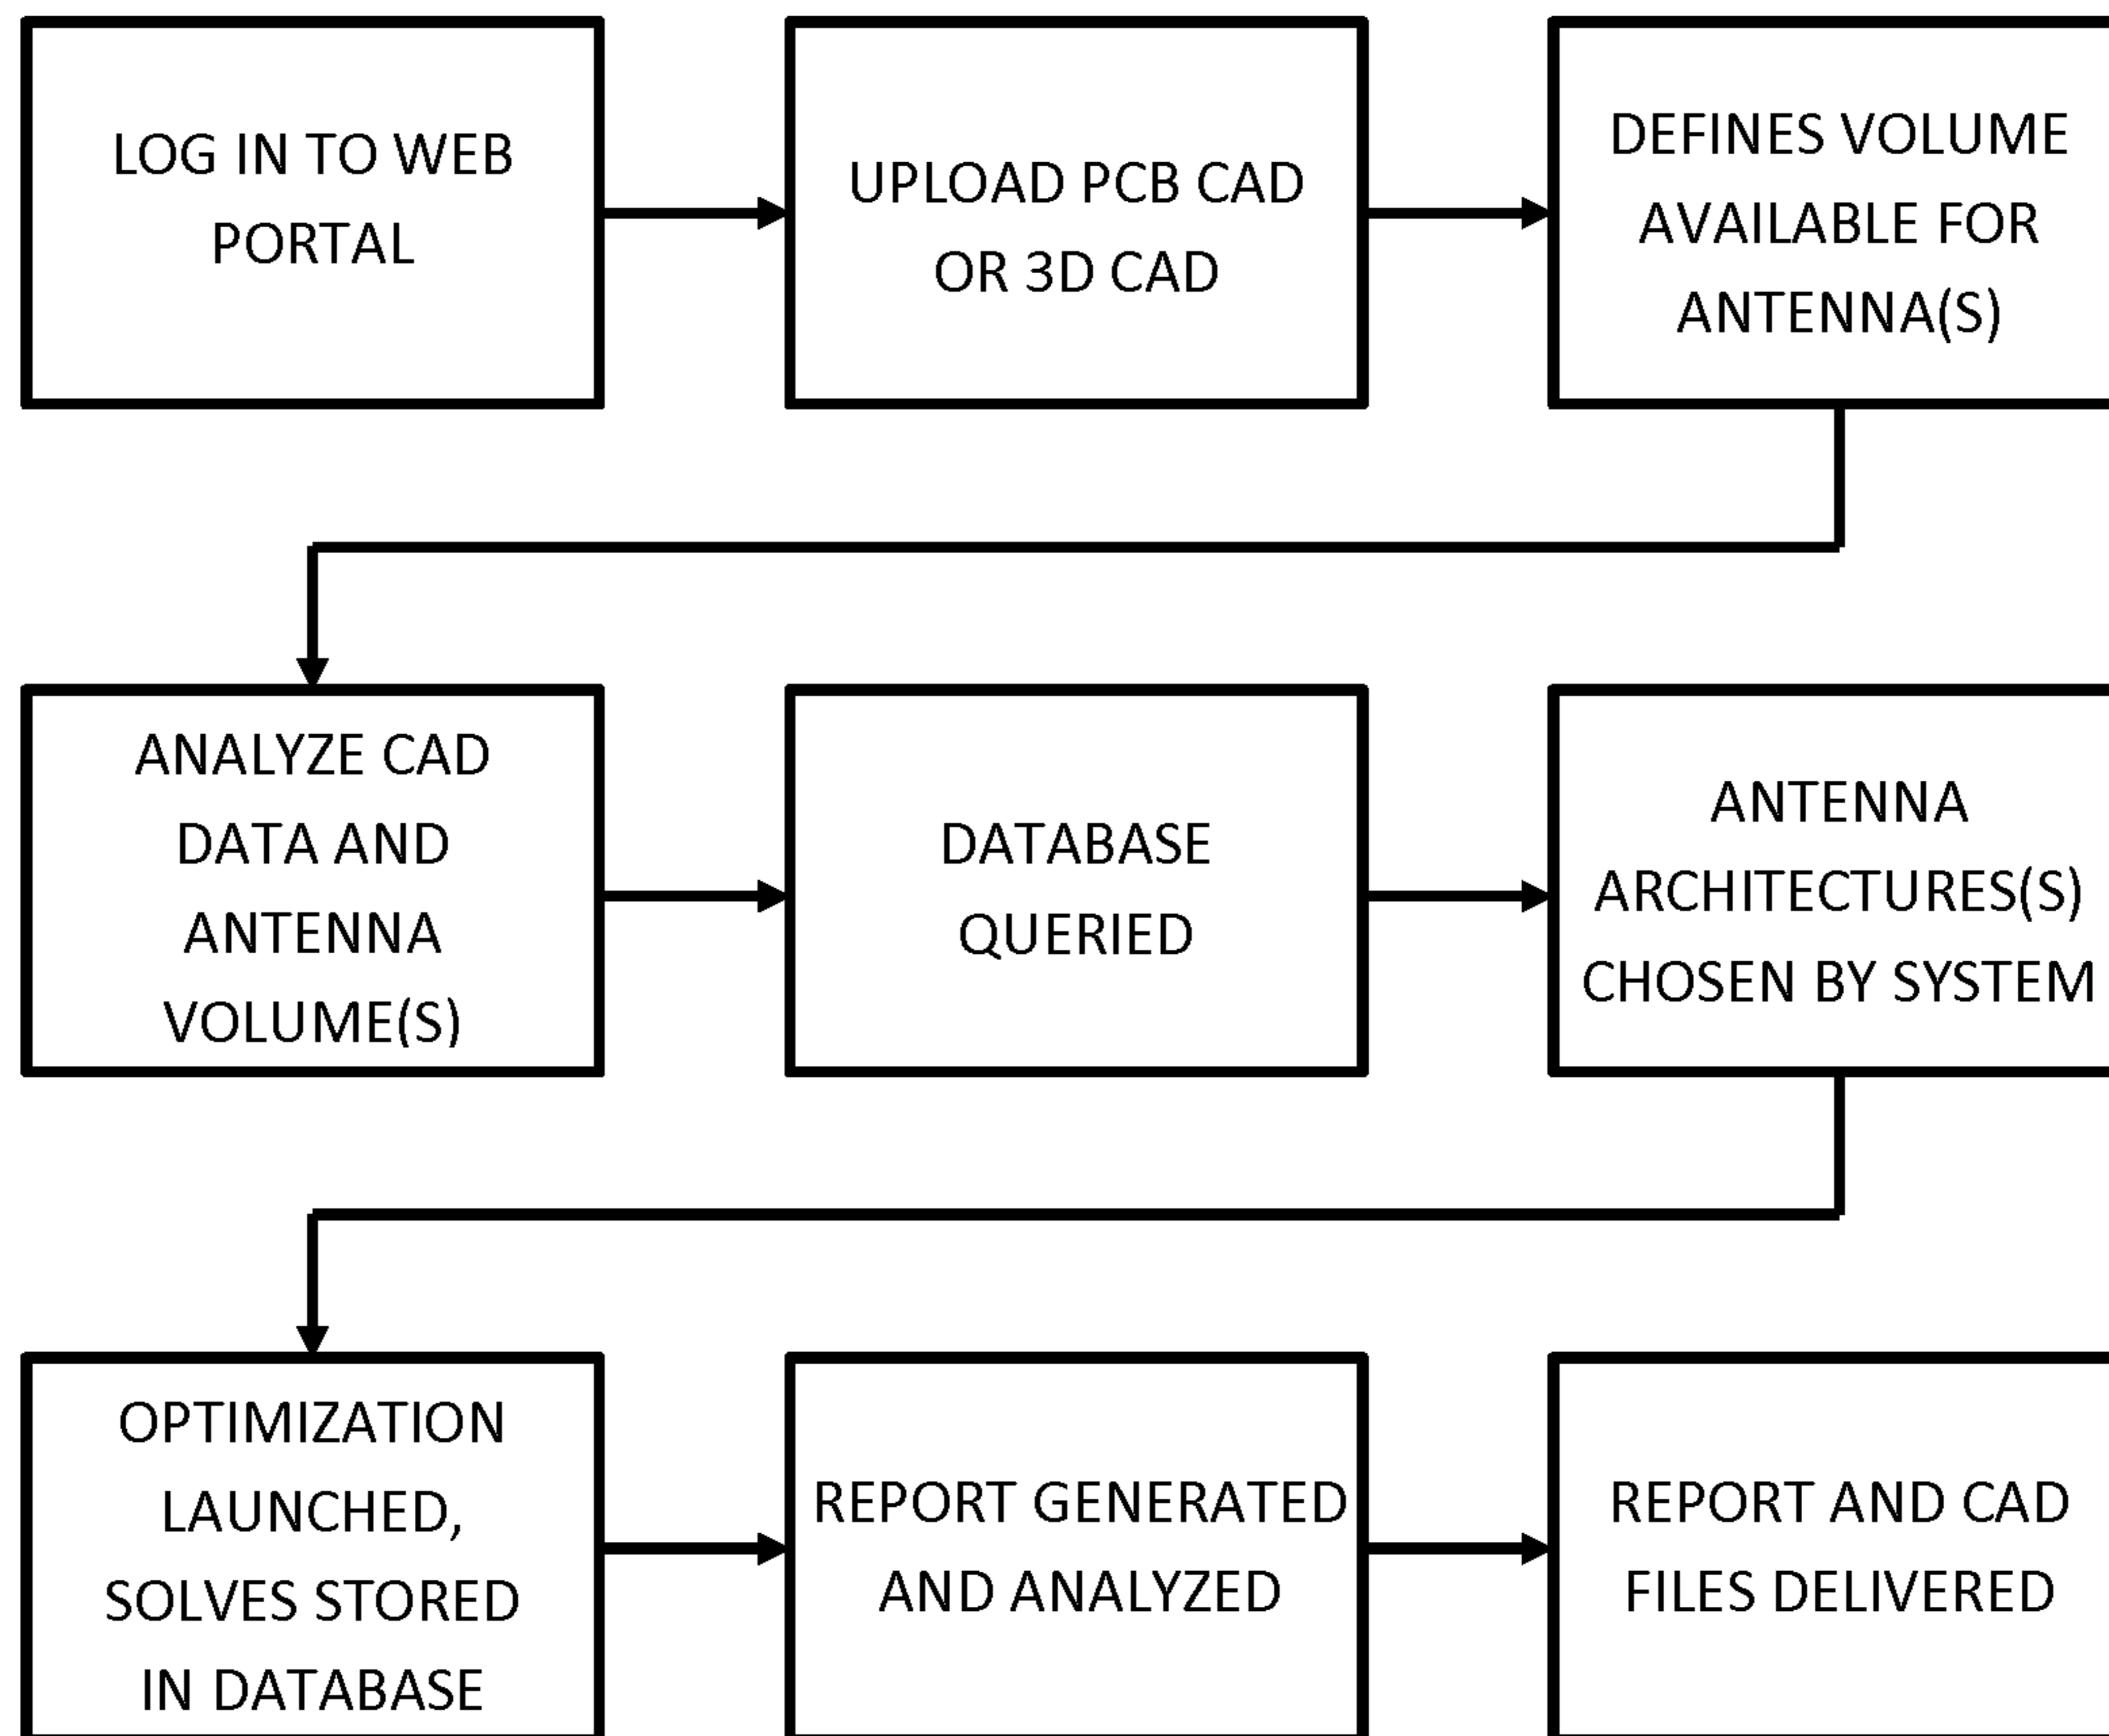 LOG IN TO WEB
PORTAL
UPLOAD PCB CAD
OR 3D CAD
DEFINES VOLUME
AVAILABLE FOR
ANTENNA(S)
ANALYZE CAD
DATA AND
ANTENNA
VOLUME(S)
DATABASE
QUERIED
ANTENNA
ARCHITECTURES(S)
CHOSEN BY SYSTEM
OPTIMIZATION
LAUNCHED,
SOLVES STORED
IN DATABASE
REPORT GENERATED
AND ANALYZED
REPORT AND CAD
FILES DELIVERED